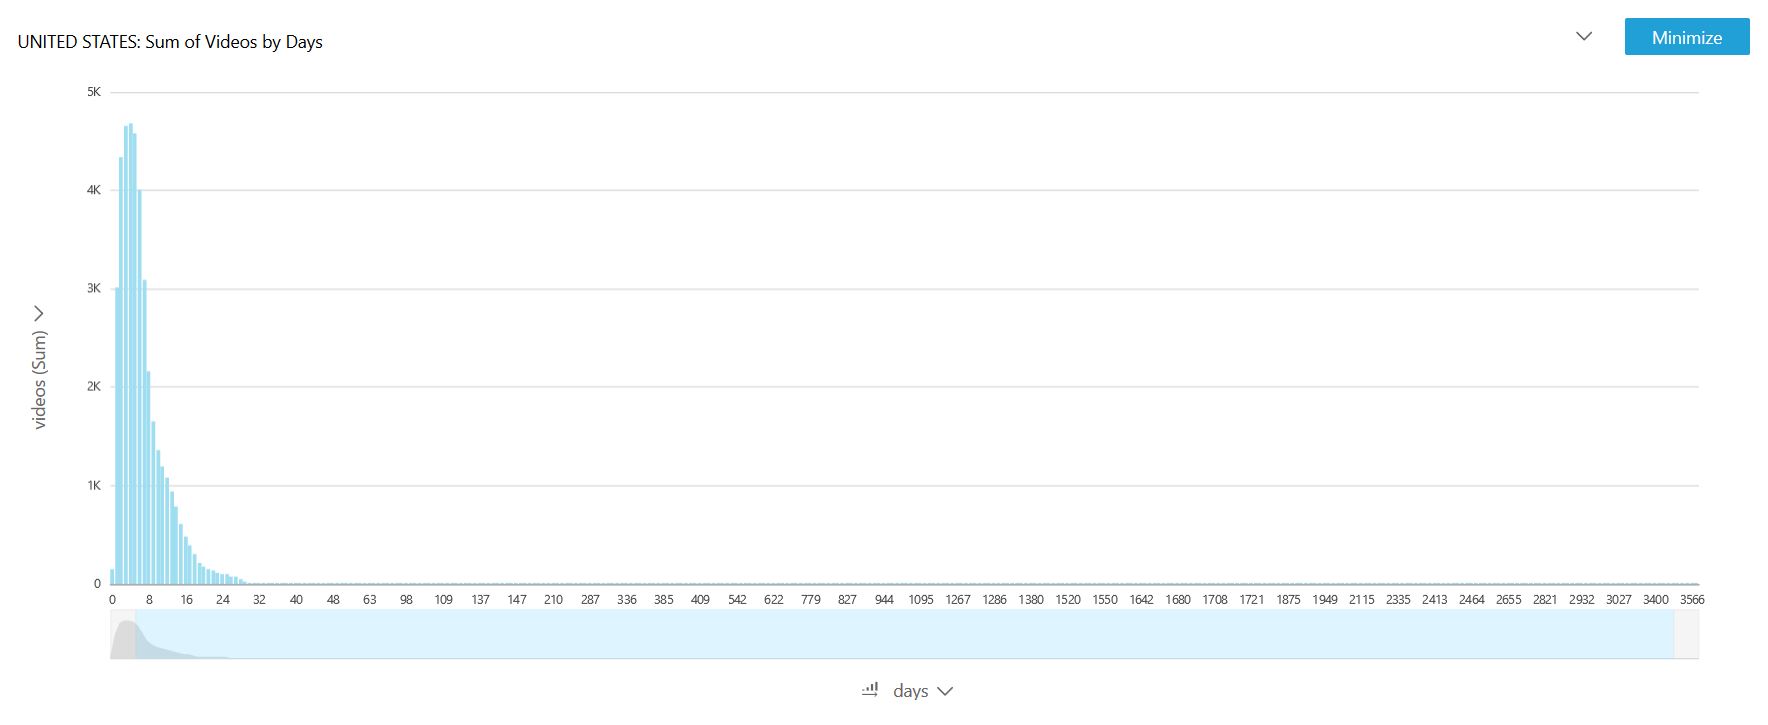 UNITED STATES: Sum of Videos by Days
Minimize
5K
4K
3K
2K
1K
0
videos (Sum)
0 8 16 24 32 40 48 63 98 109 137 147 210 287 336 385 409 542 622 779 827 944 1095 1267 1286 1380 1520 1550 1642 1680 1708 1721 1875 1949 2115 2335 2413 2464 2655 2821 2932 3027 3400 3566
days